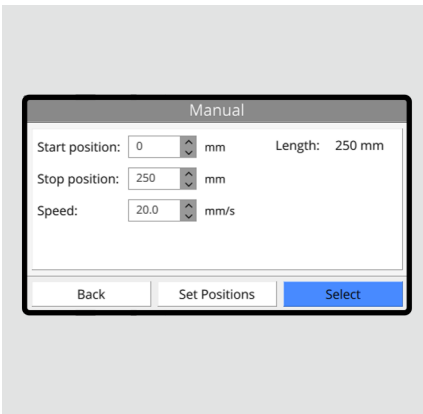 Manual
Start position: 0 mm Length: 250 mm
Stop position: 250 mm
Speed: 20.0 mm/s
Back Set Positions Select